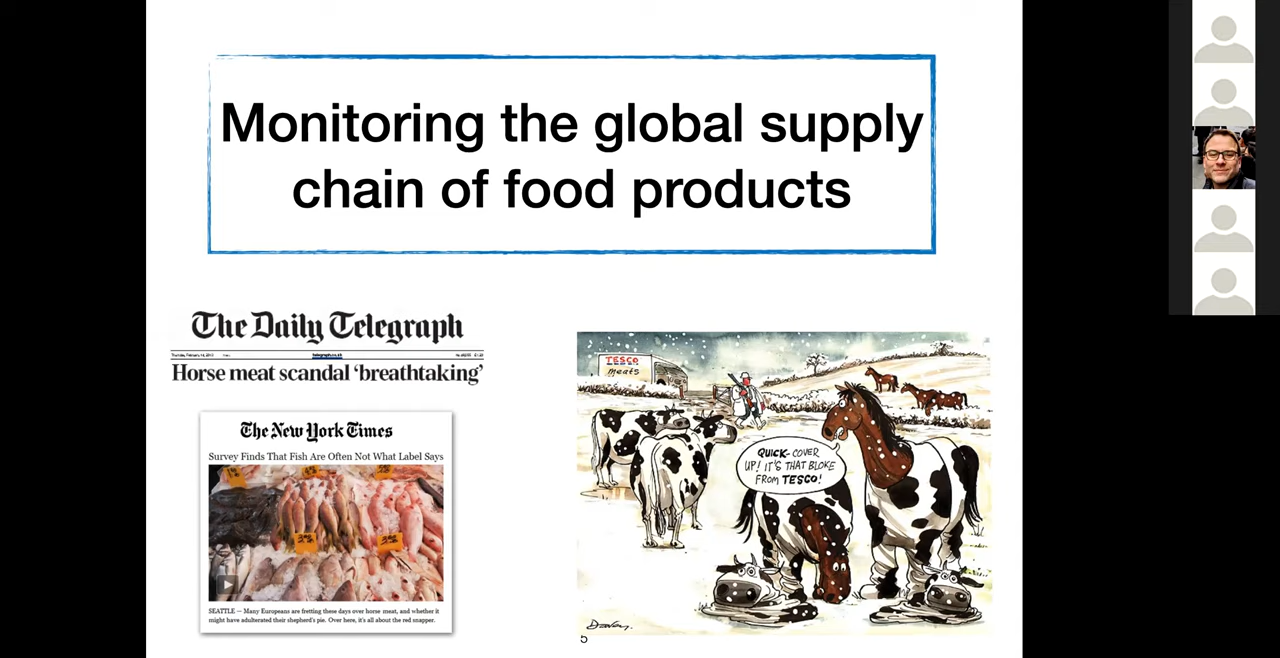 Monitoring the global supply
chain of food products
The Daily Telegraph
telegraph.co.uk
Horse meat scandal ‘breathtaking’
The New York Times
Survey Finds That Fish Are Often Not What Label Says
SEATTLE — Many Europeans are fretting these days over horse meat, and whether it
might have adulterated their shepherd's pie. Over here, it's all about the red snapper.
TESCO
meats
QUICK- COVER
UP! IT'S THAT BLOKE
FROM TESCO!
5